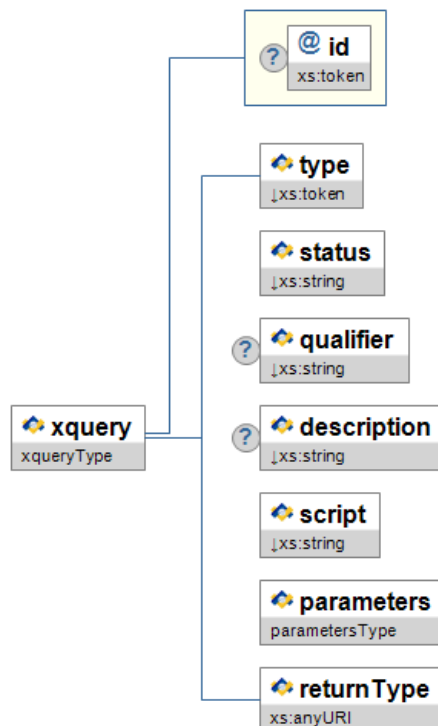 @ id
xs:token
type
↓xs:token
status
↓xs:string
? qualifier
↓xs:string
xquery
xqueryType
? description
↓xs:string
script
↓xs:string
parameters
parametersType
returnType
xs:anyURI